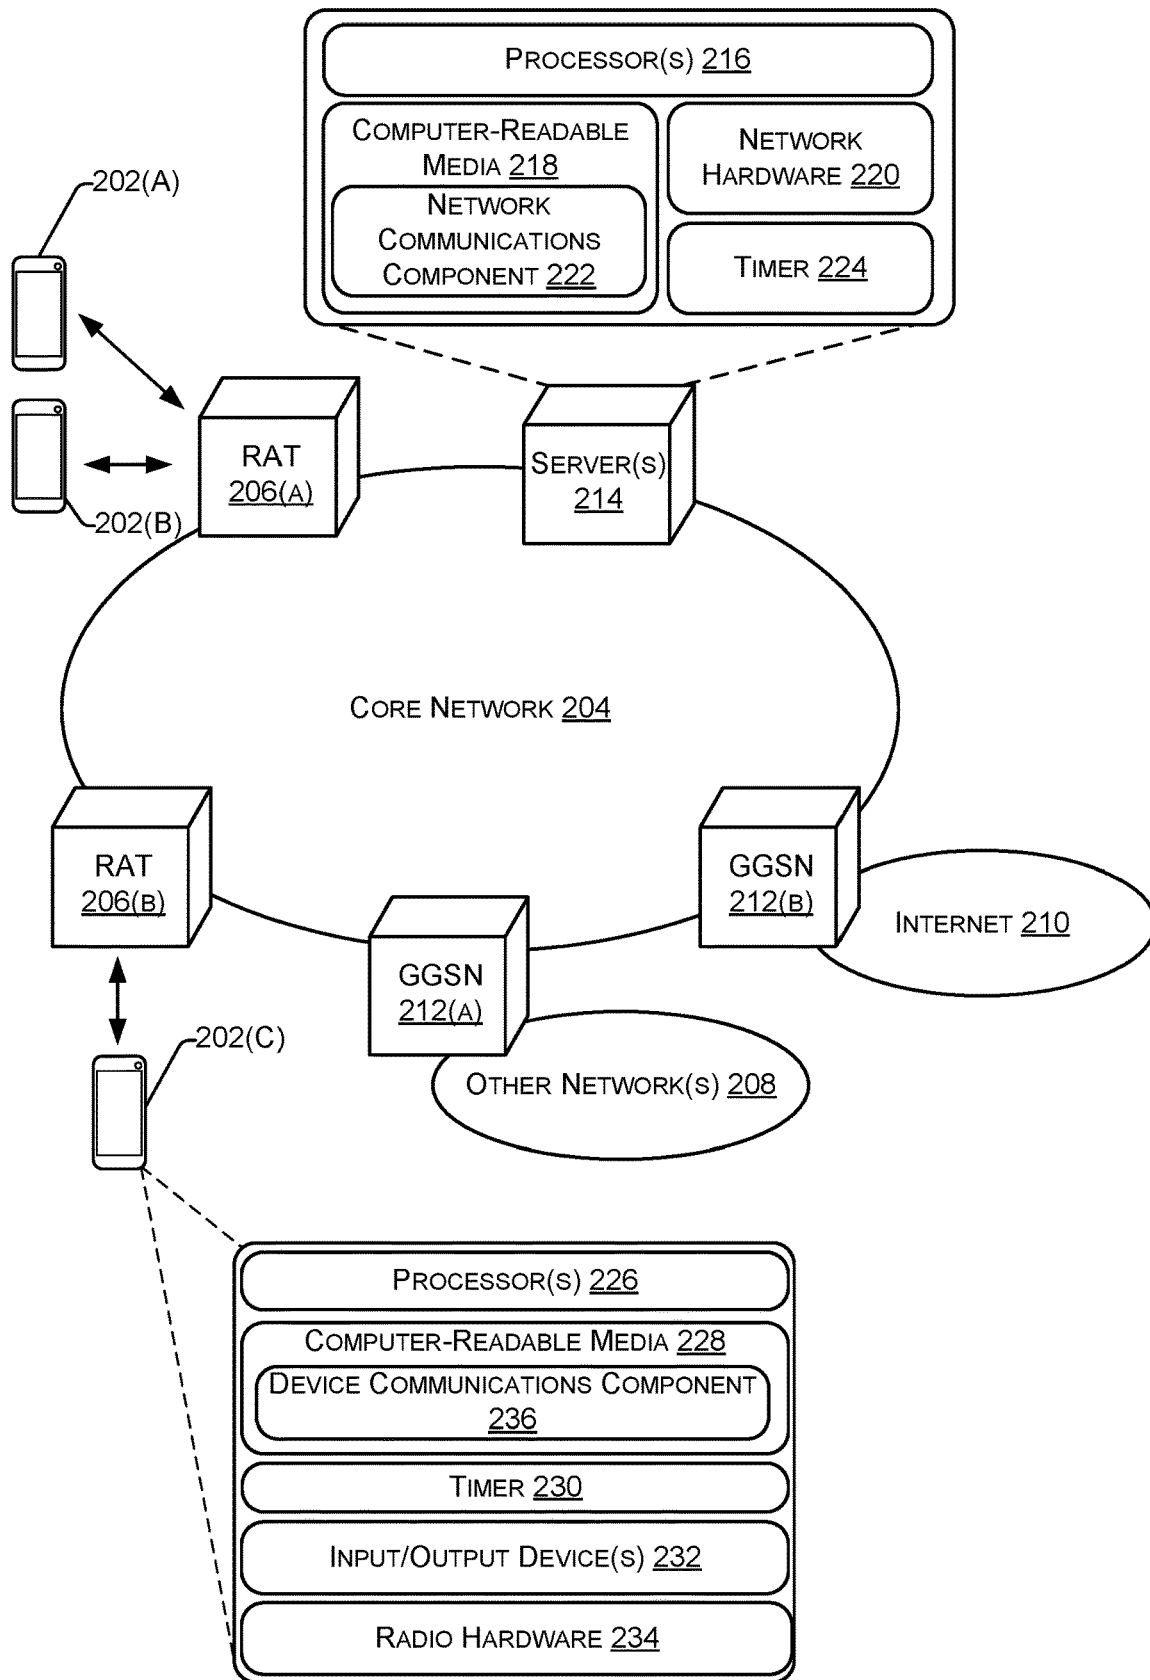 PROCESSOR(S) 216
COMPUTER-READABLE
MEDIA 218
NETWORK
COMMUNICATIONS
COMPONENT 222
NETWORK
HARDWARE 220
TIMER 224
202(A)
202(B)
RAT
206(A)
SERVER(S)
214
CORE NETWORK 204
RAT
206(B)
GGSN
212(A)
GGSN
212(B)
INTERNET 210
OTHER NETWORK(S) 208
202(C)
PROCESSOR(S) 226
COMPUTER-READABLE MEDIA 228
DEVICE COMMUNICATIONS COMPONENT
236
TIMER 230
INPUT/OUTPUT DEVICE(S) 232
RADIO HARDWARE 234